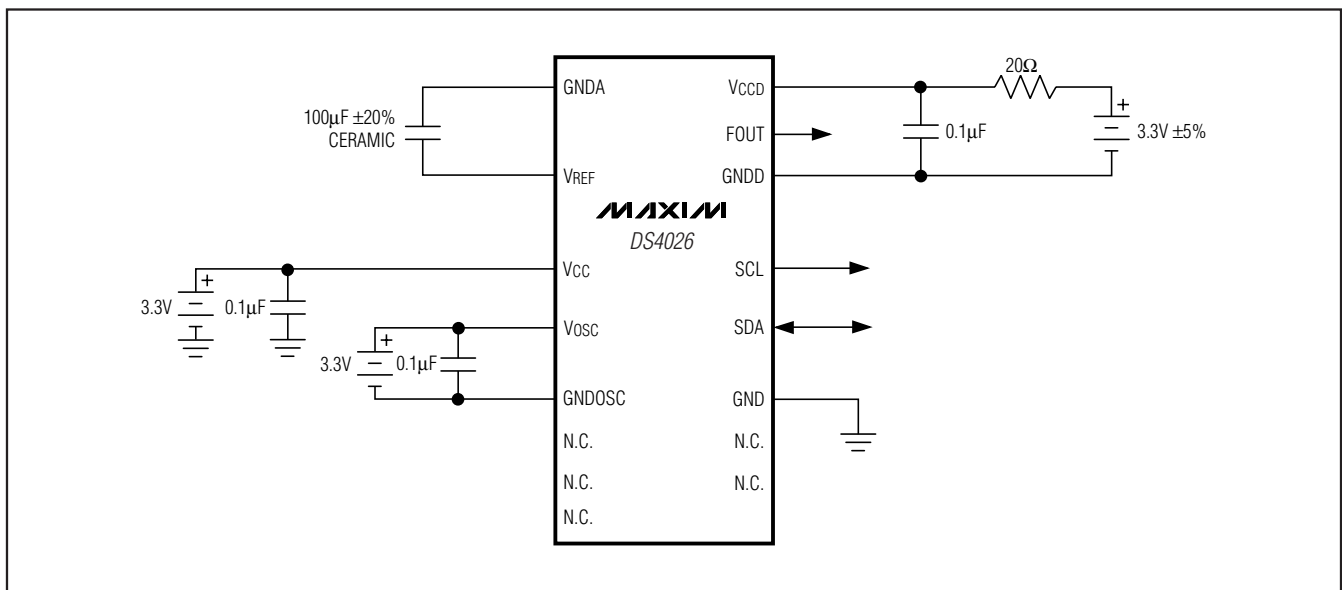 20Ω
GNDA
VCCD
100µF ±20%
CERAMIC
+
FOUT
0.1µF
3.3V ±5%
VREF
GNDD
MAXIM
DS4026
VCC
SCL
+
3.3V
0.1µF
VOSC
SDA
+
3.3V
0.1µF
GNDOSC
GND
N.C.
N.C.
N.C.
N.C.
N.C.